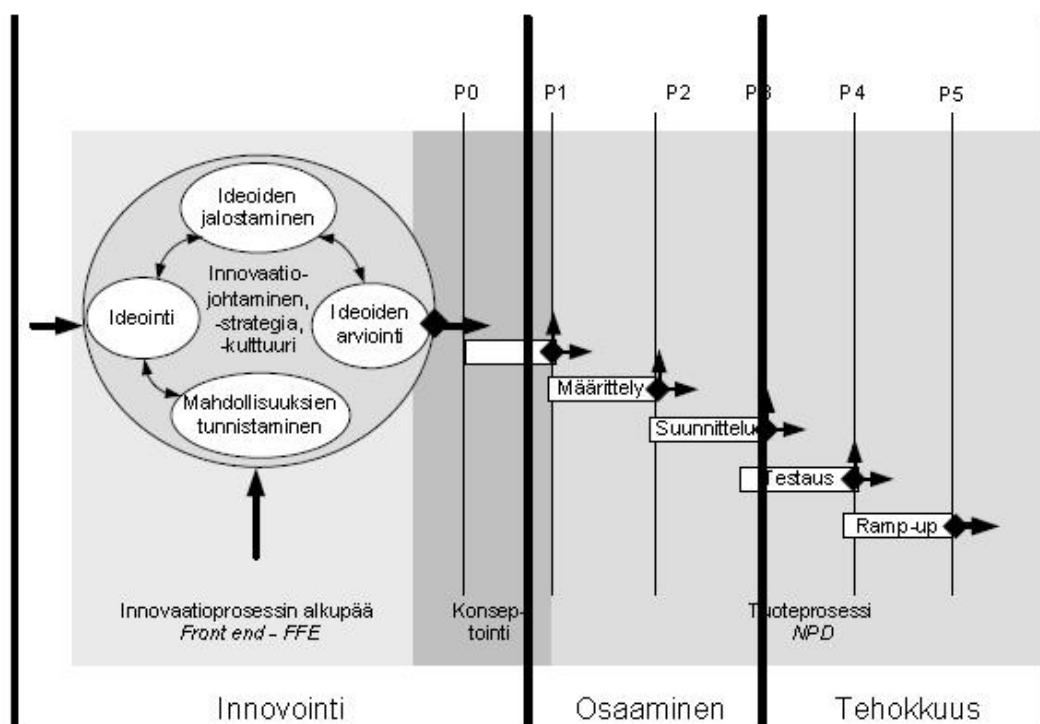 P0
P1
P2
P3
P4
P5
Ideoiden
jalostaminen
Ideointi
Innovaatio-
johtaminen,
-strategia,
-kulttuuri
Ideoiden
arviointi
Mahdollisuuksien
tunnistaminen
Määrittely
Suunnittelu
Testaus
Ramp-up
Innovaatioprosessin alkupää
Front end – FFE
Konsep-
tointi
Tuoteprosessi
NPD
Innovointi
Osaaminen
Tehokkuus